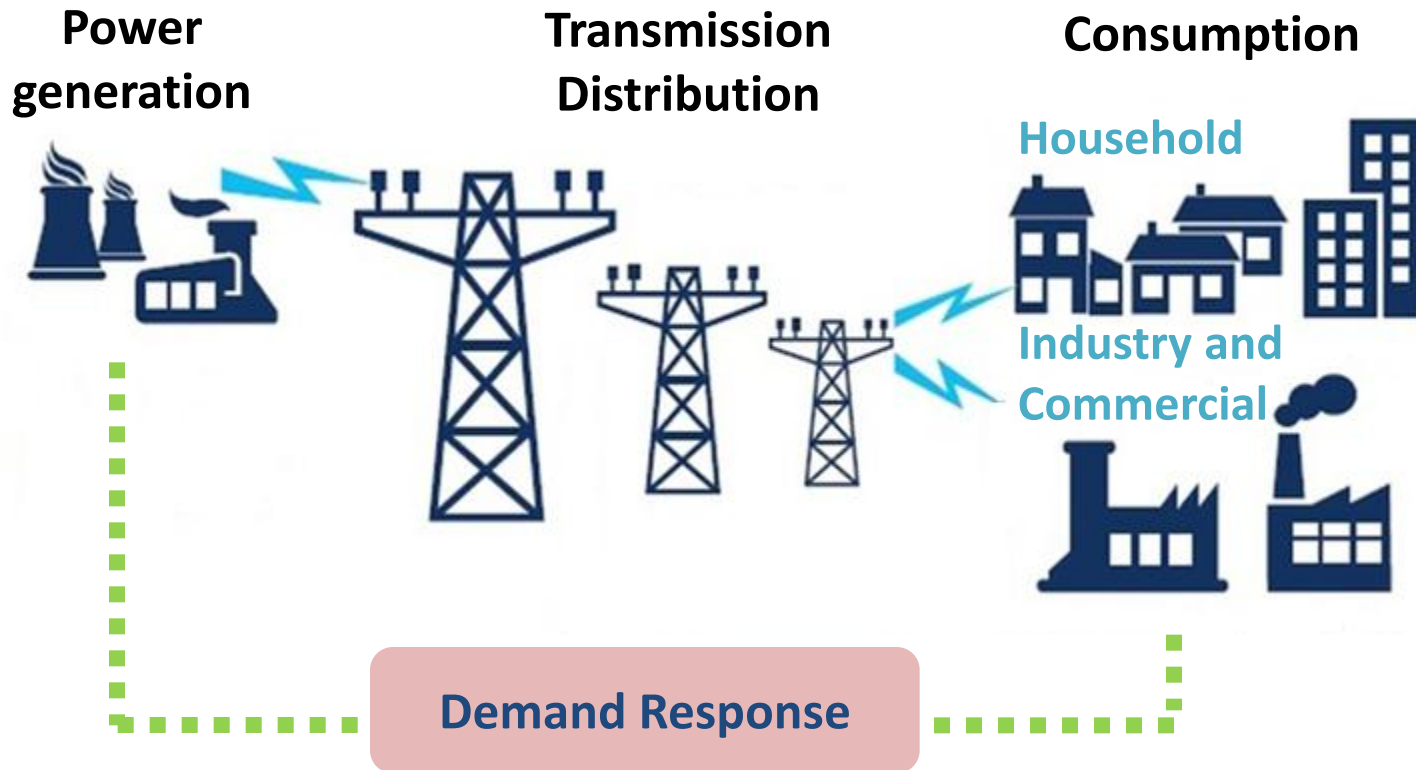 Power
generation
Transmission
Distribution
Consumption
Household
Industry and
Commercial
Demand Response